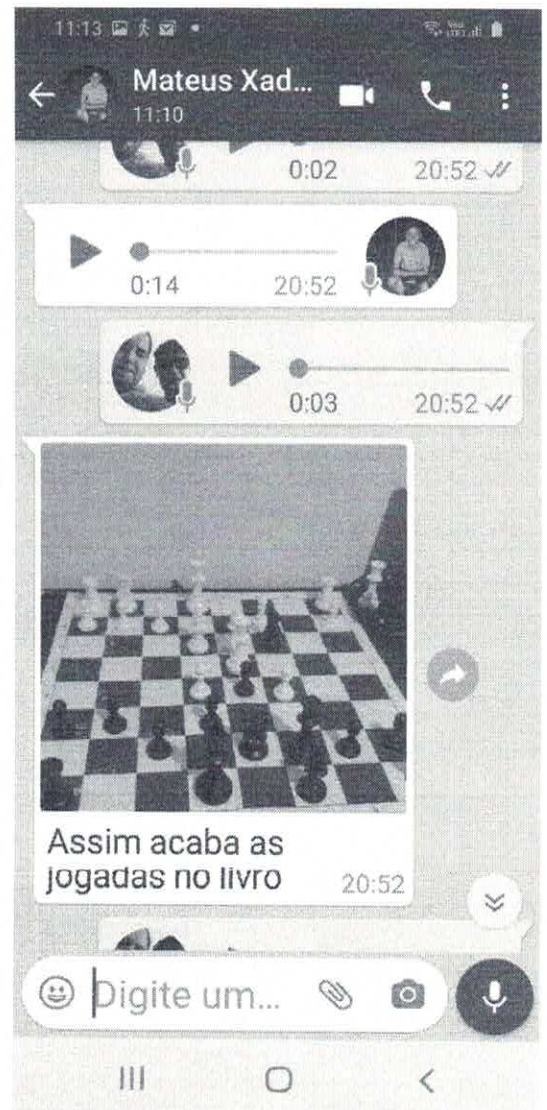 11:13
Mateus Xad...
11:10
0:02 20:52
0:14 20:52
0:03 20:52
Assim acaba as
jogadas no livro 20:52
Digite um...